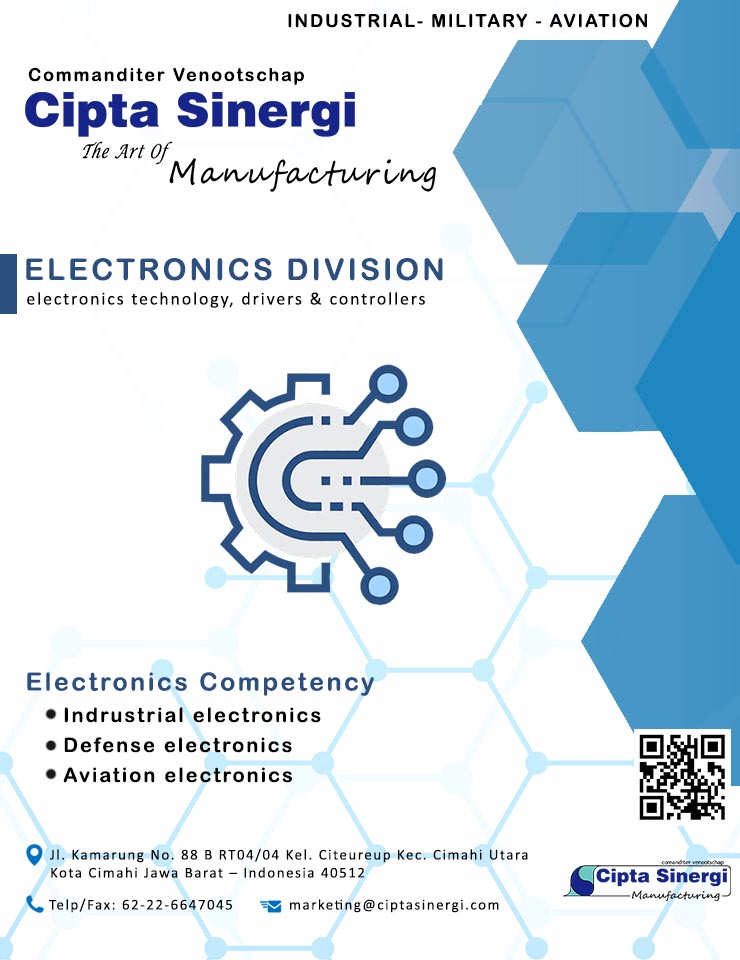 INDUSTRIAL- MILITARY - AVIATION
Commanditer Venootschap
Cipta Sinergi
The Art Of
Manufacturing
ELECTRONICS DIVISION
electronics technology, drivers & controllers
Electronics Competency
Indrustrial electronics
Defense electronics
Aviation electronics
Jl. Kamarung No. 88 B RT04/04 Kel. Citeureup Kec. Cimahi Utara
Kota Cimahi Jawa Barat – Indonesia 40512
Telp/Fax: 62-22-6647045 marketing@ciptasinergi.com
comanditer venootschap
Cipta Sinergi
Manufacturing